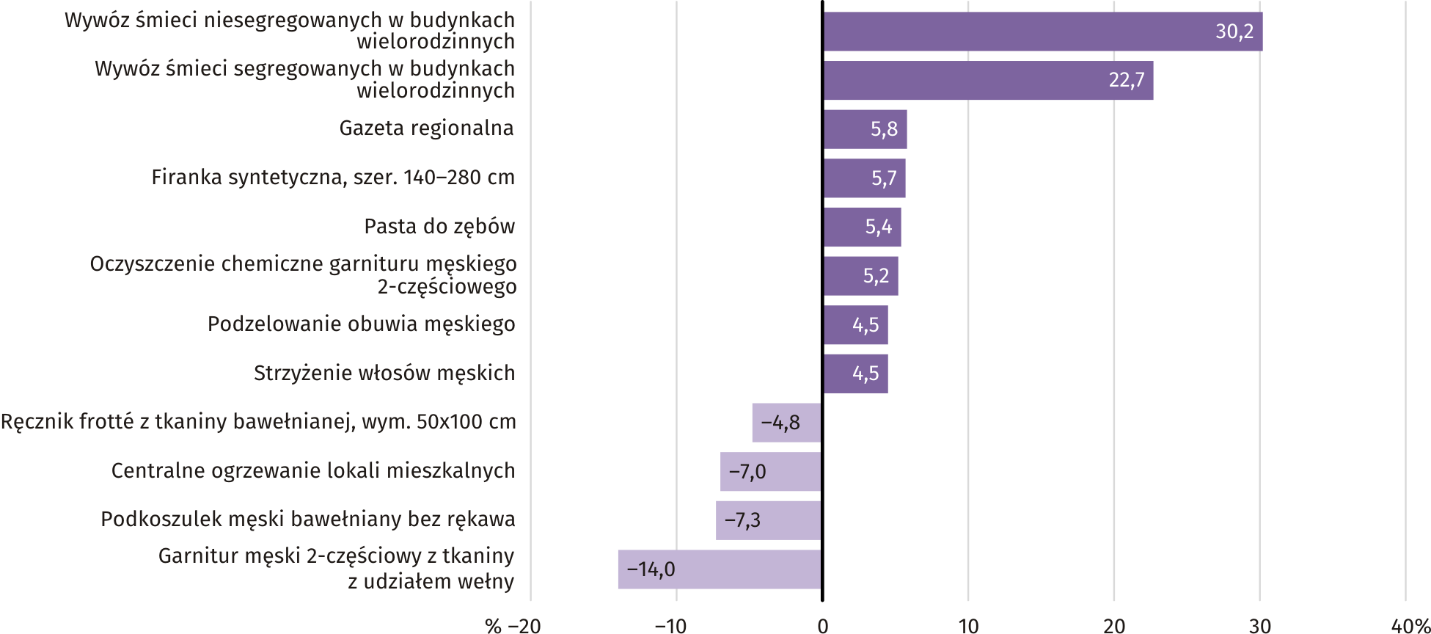 Wywóz śmieci niesegregowanych w budynkach
wielorodzinnych
30,2
Wywóz śmieci segregowanych w budynkach
wielorodzinnych
22,7
Gazeta regionalna
5,8
Firanka syntetyczna, szer. 140–280 cm
5,7
Pasta do zębów
5,4
Oczyszczenie chemiczne garnituru męskiego
2-częściowego
5,2
Podzelowanie obuwia męskiego
4,5
Strzyżenie włosów męskich
4,5
Ręcznik frotté z tkaniny bawełnianej, wym. 50x100 cm
–4,8
Centralne ogrzewanie lokali mieszkalnych
–7,0
Podkoszulek męski bawełniany bez rękawa
–7,3
Garnitur męski 2-częściowy z tkaniny
z udziałem wełny
–14,0
% –20 –10 0 10 20 30 40%